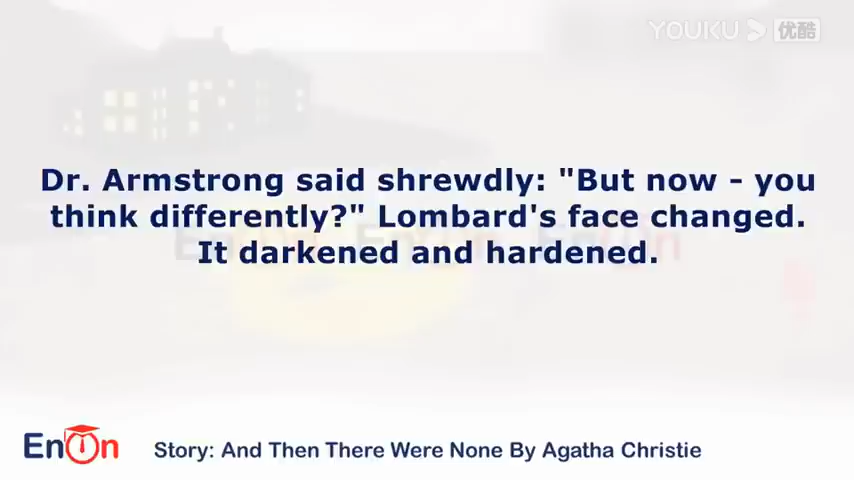 YOUKU 优酷
Dr. Armstrong said shrewdly: "But now - you
think differently?" Lombard's face changed.
It darkened and hardened.
EnOn
Story: And Then There Were None By Agatha Christie